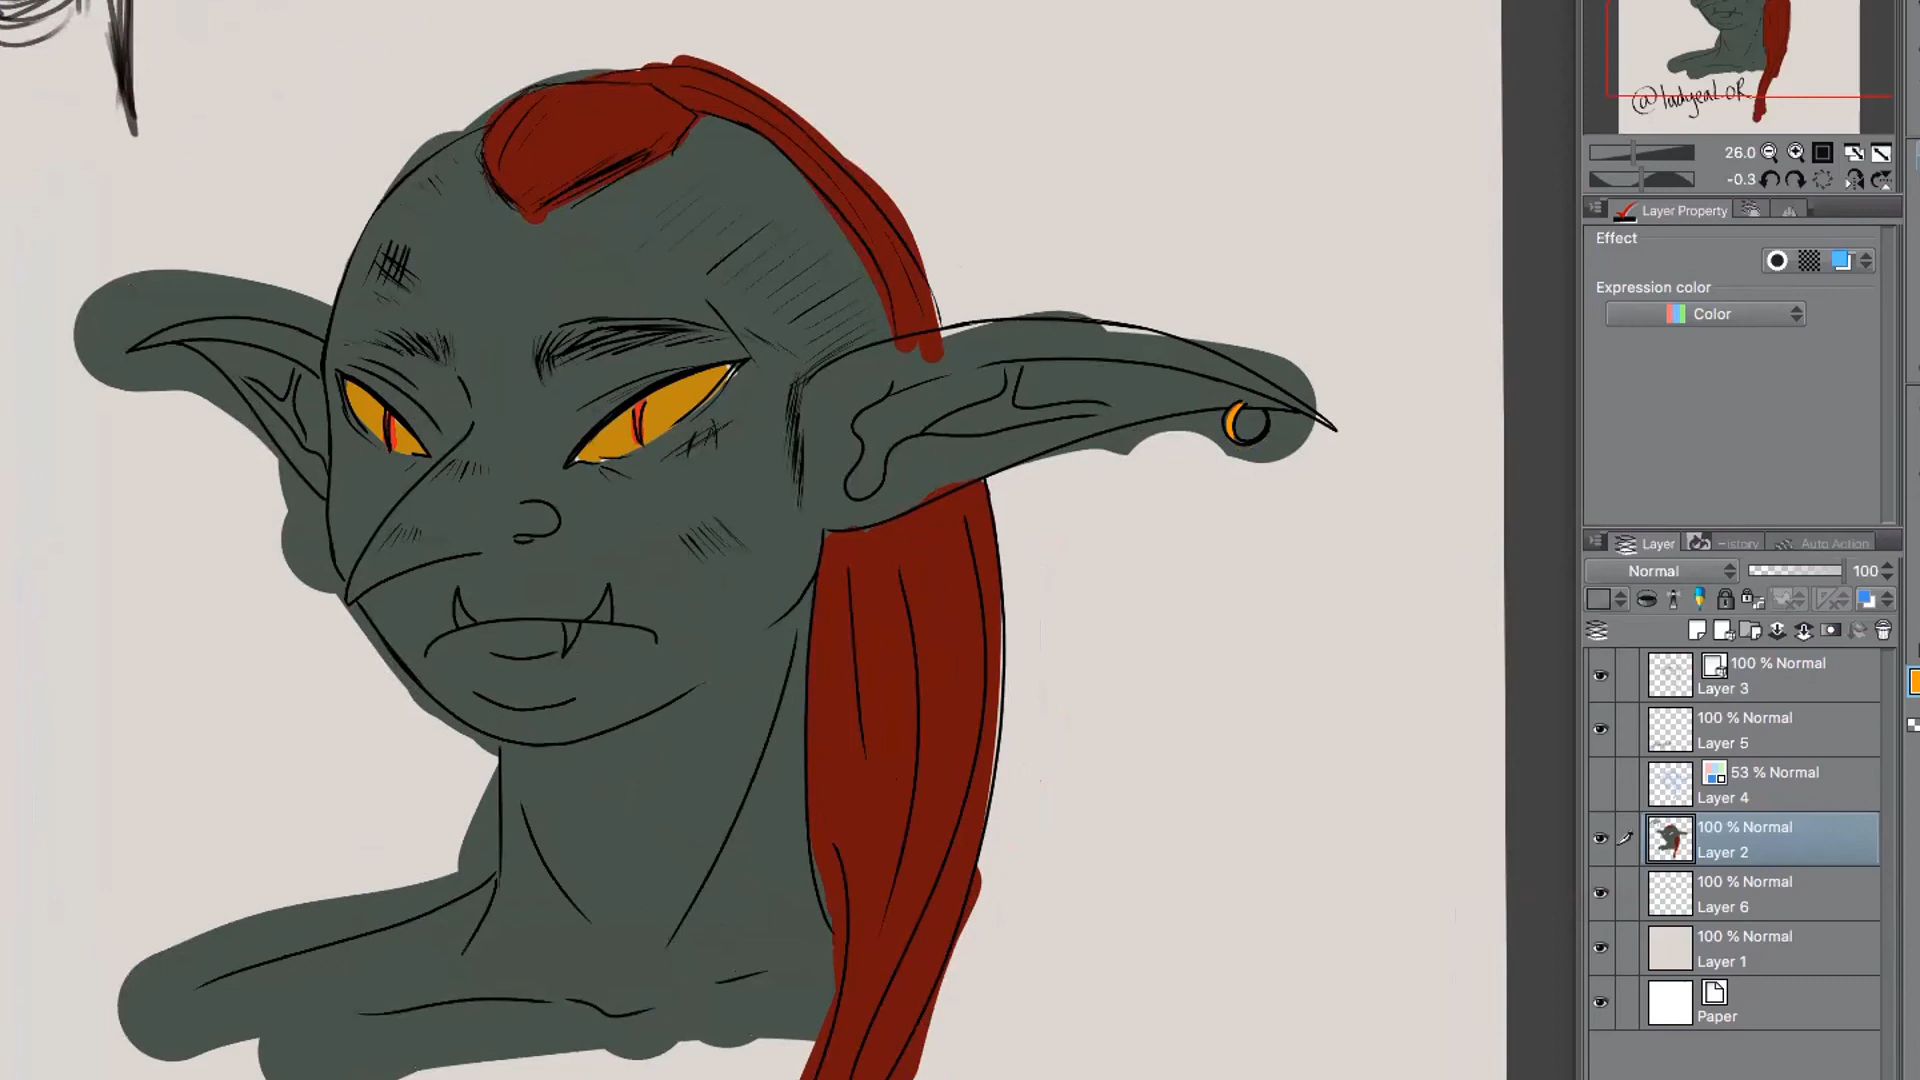 26.0
-0.3
Layer Property
Effect
Expression color
Color
Layer
Auto Action
Normal
100
100 % Normal
Layer 3
100 % Normal
Layer 5
53 % Normal
Layer 4
100 % Normal
Layer 2
100 % Normal
Layer 6
100 % Normal
Layer 1
Paper